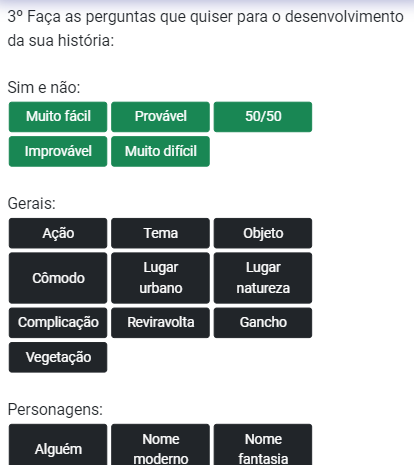 3º Faça as perguntas que quiser para o desenvolvimento
da sua história:
Sim e não:
Muito fácil
Provável
50/50
Improvável
Muito difícil
Gerais:
Ação
Tema
Objeto
Cômodo
Lugar
urbano
Lugar
natureza
Complicação
Reviravolta
Gancho
Vegetação
Personagens:
Alguém
Nome
moderno
Nome
fantasia